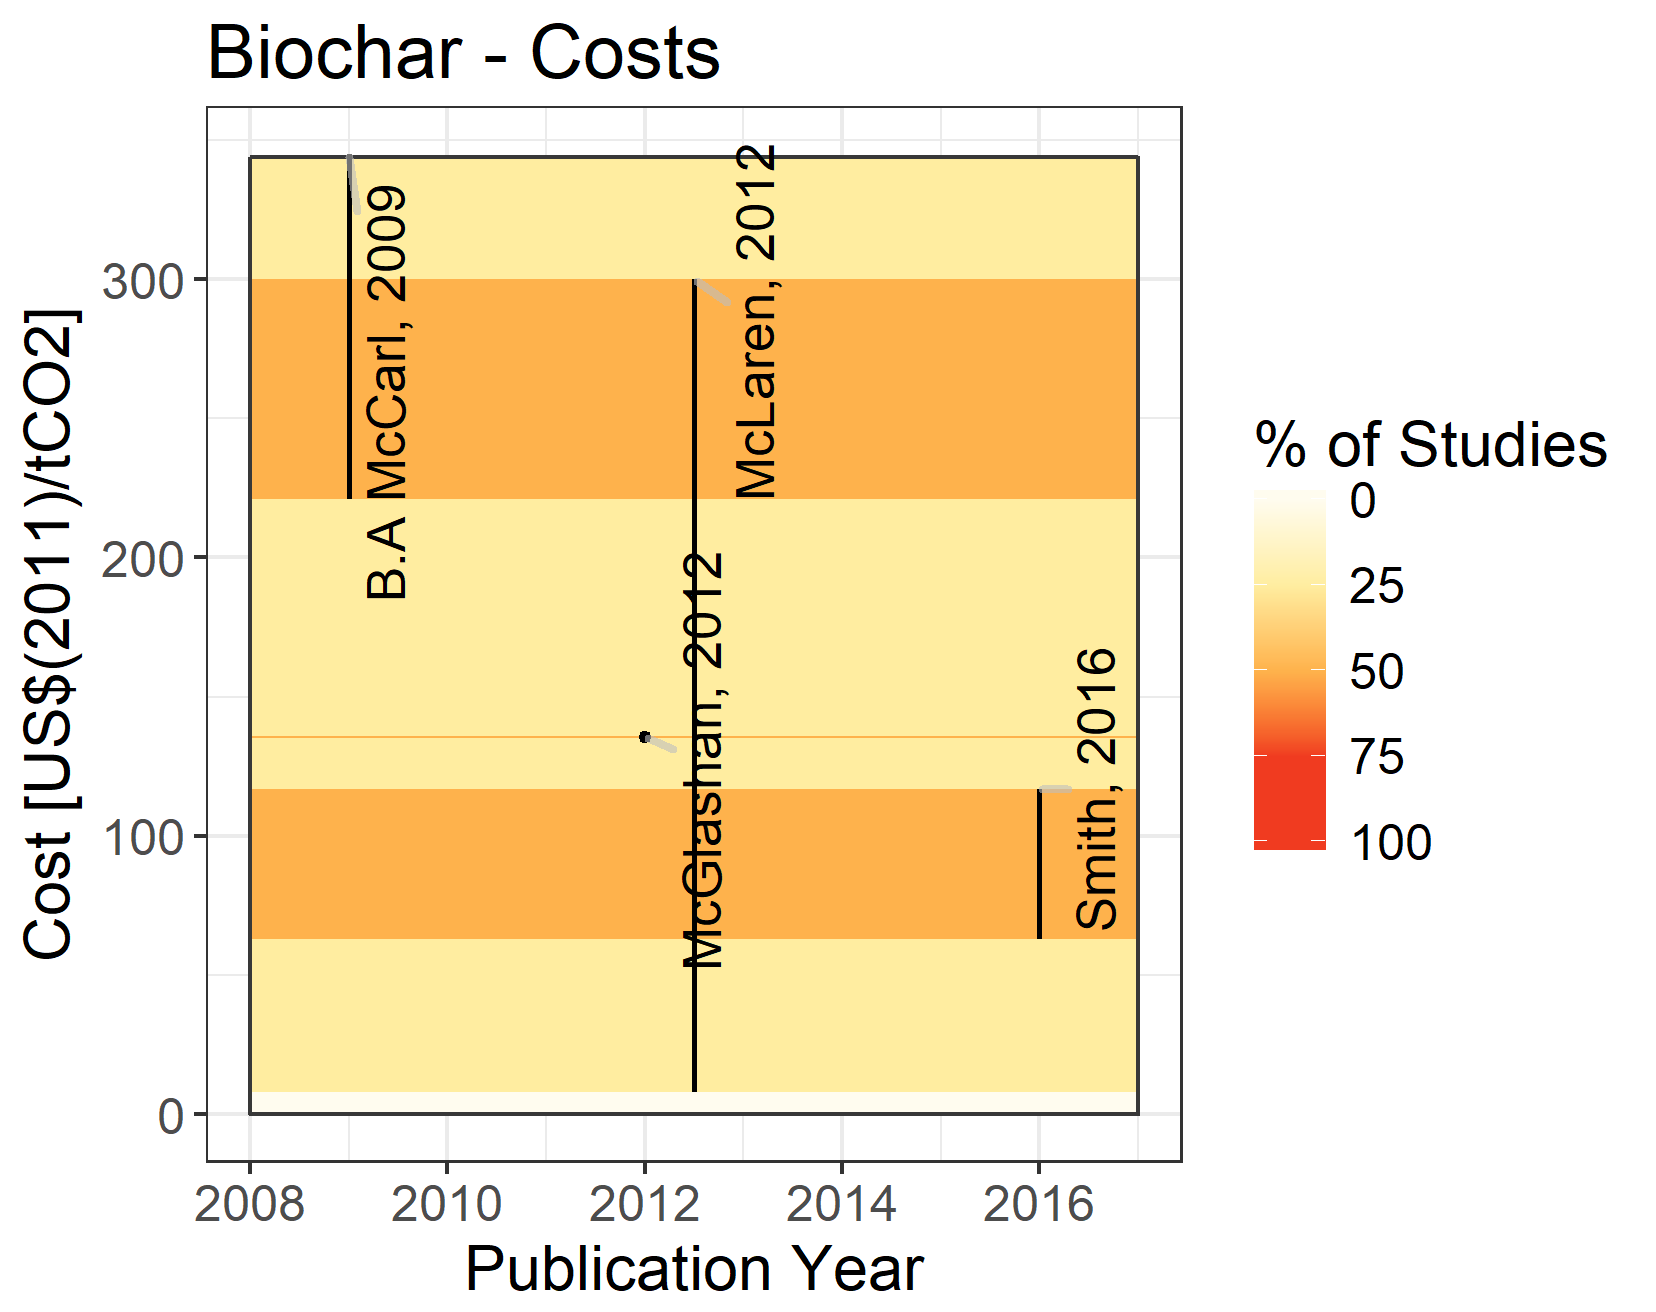 Biochar - Costs
Cost [US$(2011)/tCO2]
300
200
100
0
B.A McCarl, 2009
McLaren, 2012
McGlashan, 2012
Smith, 2016
2008 2010 2012 2014 2016
Publication Year
% of Studies
0
25
50
75
100